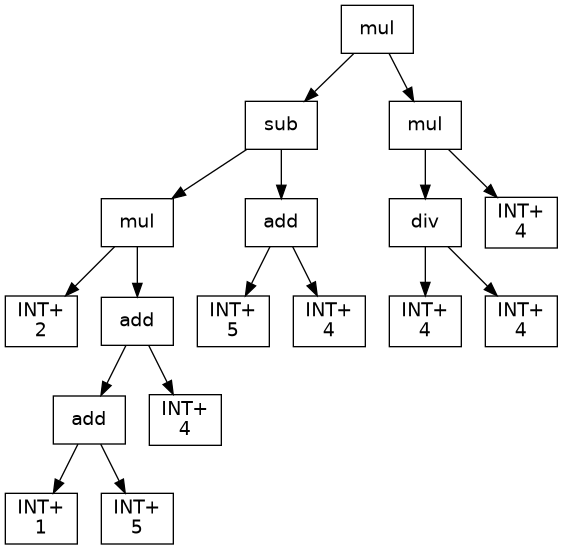 mul
sub
mul
mul
add
div
INT+
4
INT+
2
add
INT+
5
INT+
4
INT+
4
INT+
4
add
INT+
4
INT+
1
INT+
5